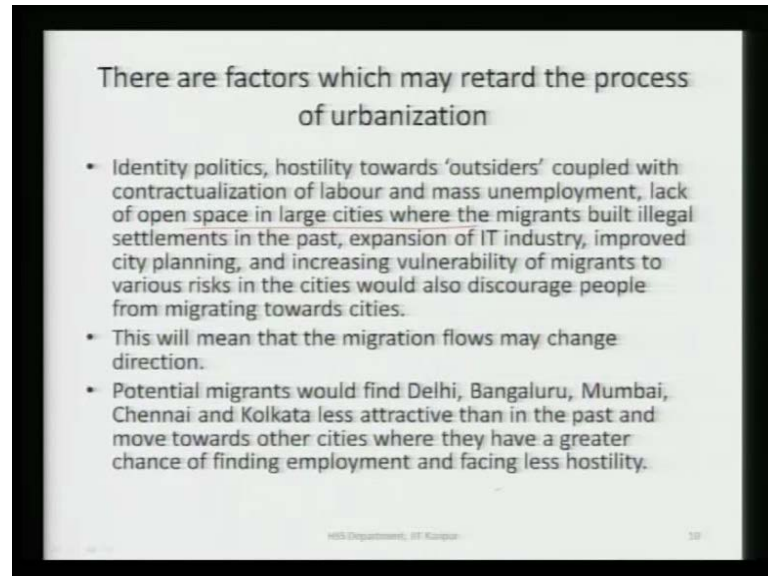 There are factors which may retard the process
of urbanization
• Identity politics, hostility towards 'outsiders' coupled with
contractualization of labour and mass unemployment, lack
of open space in large cities where the migrants built illegal
settlements in the past, expansion of IT industry, improved
city planning, and increasing vulnerability of migrants to
various risks in the cities would also discourage people
from migrating towards cities.
• This will mean that the migration flows may change
direction.
• Potential migrants would find Delhi, Bangaluru, Mumbai,
Chennai and Kolkata less attractive than in the past and
move towards other cities where they have a greater
chance of finding employment and facing less hostility.
HSS Department, IIT Kanpur